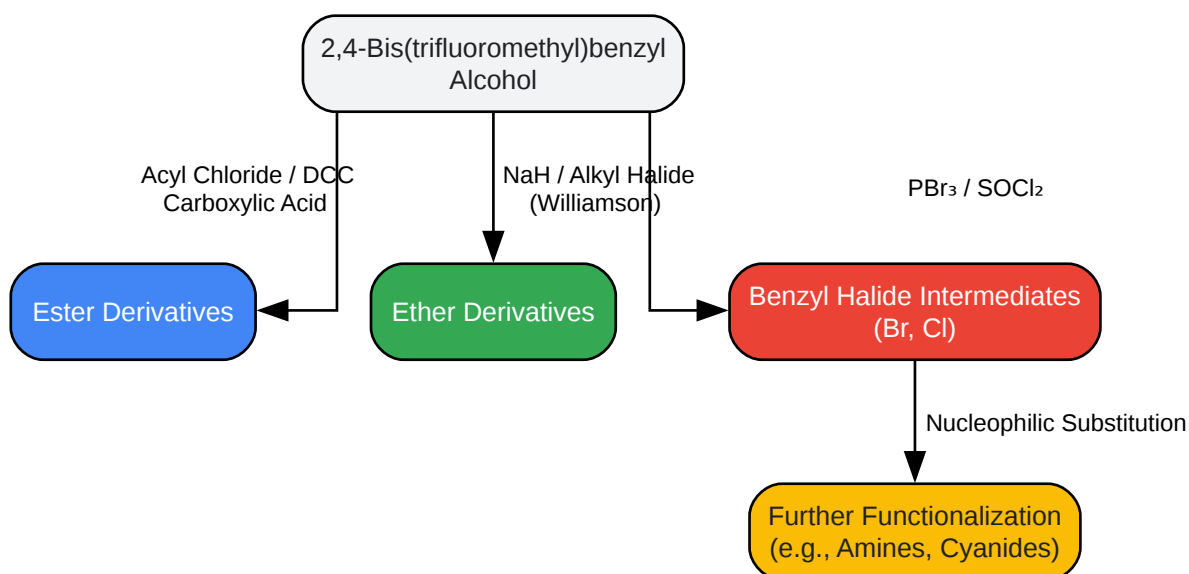 2,4-Bis(trifluoromethyl)benzyl
Alcohol
Acyl Chloride / DCC
Carboxylic Acid
NaH / Alkyl Halide
(Williamson)
PBr₃ / SOCl₂
Ester Derivatives
Ether Derivatives
Benzyl Halide Intermediates
(Br, Cl)
Nucleophilic Substitution
Further Functionalization
(e.g., Amines, Cyanides)